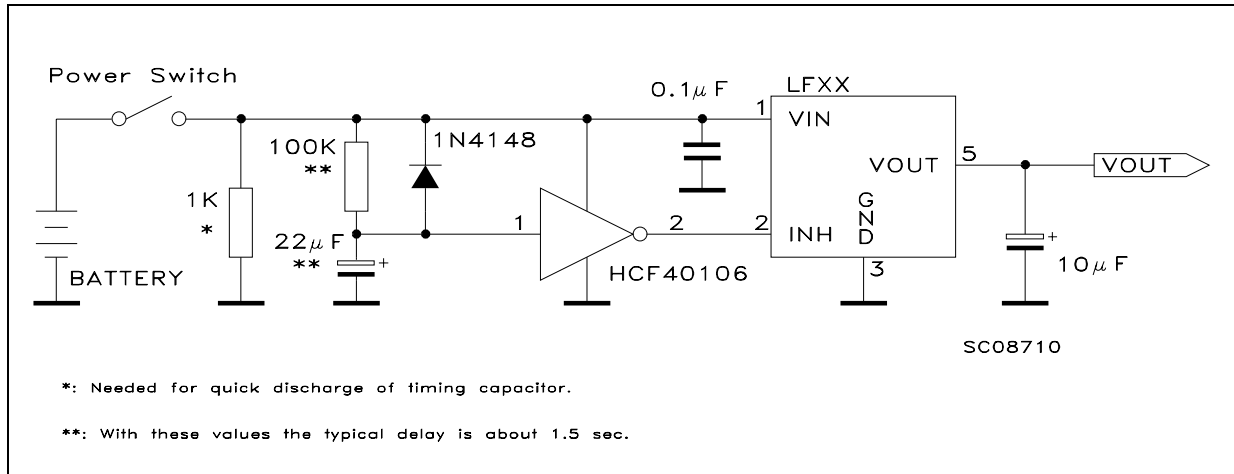 Power Switch
BATTERY
1K
*
100K
**
22μF
**
+
1N4148
1
2
HCF40106
0.1μF
LFXX
1
VIN
2
INH
GND
3
VOUT
5
VOUT
+
10μF
SC08710
*: Needed for quick discharge of timing capacitor.
**: With these values the typical delay is about 1.5 sec.